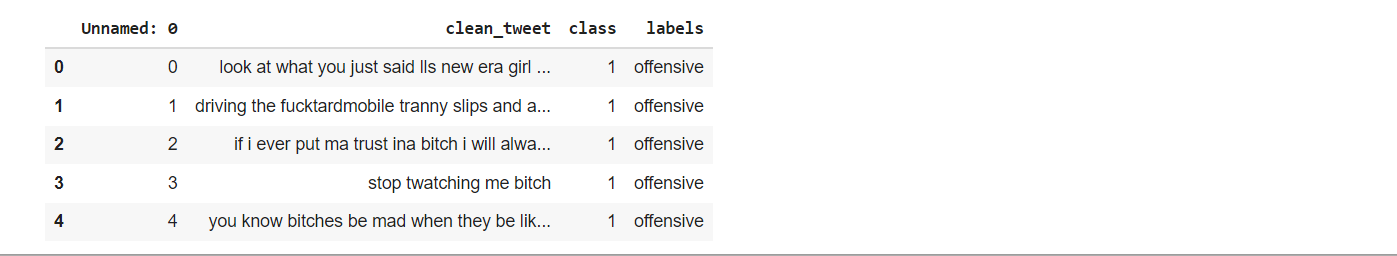 Unnamed: 0 clean_tweet class labels
0 0 look at what you just said lls new era girl ... 1 offensive
1 1 driving the fucktardmobile tranny slips and a... 1 offensive
2 2 if i ever put ma trust ina bitch i will alwa... 1 offensive
3 3 stop twatching me bitch 1 offensive
4 4 you know bitches be mad when they be lik... 1 offensive